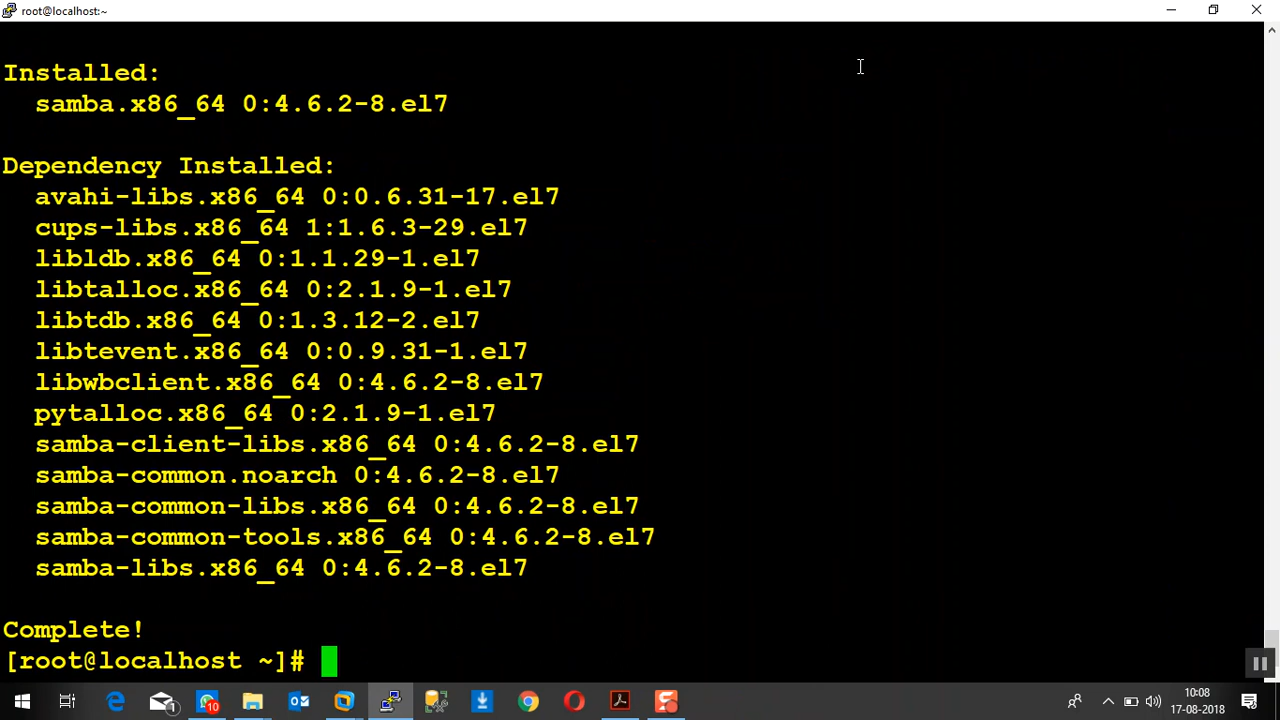 root@localhost:~
Installed:
samba.x86_64 0:4.6.2-8.el7
Dependency Installed:
avahi-libs.x86_64 0:0.6.31-17.el7
cups-libs.x86_64 1:1.6.3-29.el7
libldb.x86_64 0:1.1.29-1.el7
libtalloc.x86_64 0:2.1.9-1.el7
libtdb.x86_64 0:1.3.12-2.el7
libtevent.x86_64 0:0.9.31-1.el7
libwbclient.x86_64 0:4.6.2-8.el7
pytalloc.x86_64 0:2.1.9-1.el7
samba-client-libs.x86_64 0:4.6.2-8.el7
samba-common.noarch 0:4.6.2-8.el7
samba-common-libs.x86_64 0:4.6.2-8.el7
samba-common-tools.x86_64 0:4.6.2-8.el7
samba-libs.x86_64 0:4.6.2-8.el7
Complete!
[root@localhost ~]#
1
10
10:08
17-08-2018